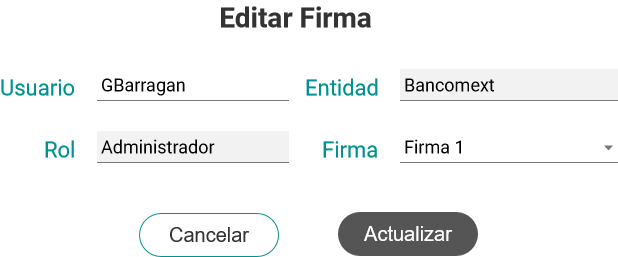 Editar Firma
Usuario GBarragan Entidad Bancomext
Rol Administrador Firma Firma 1
Cancelar Actualizar